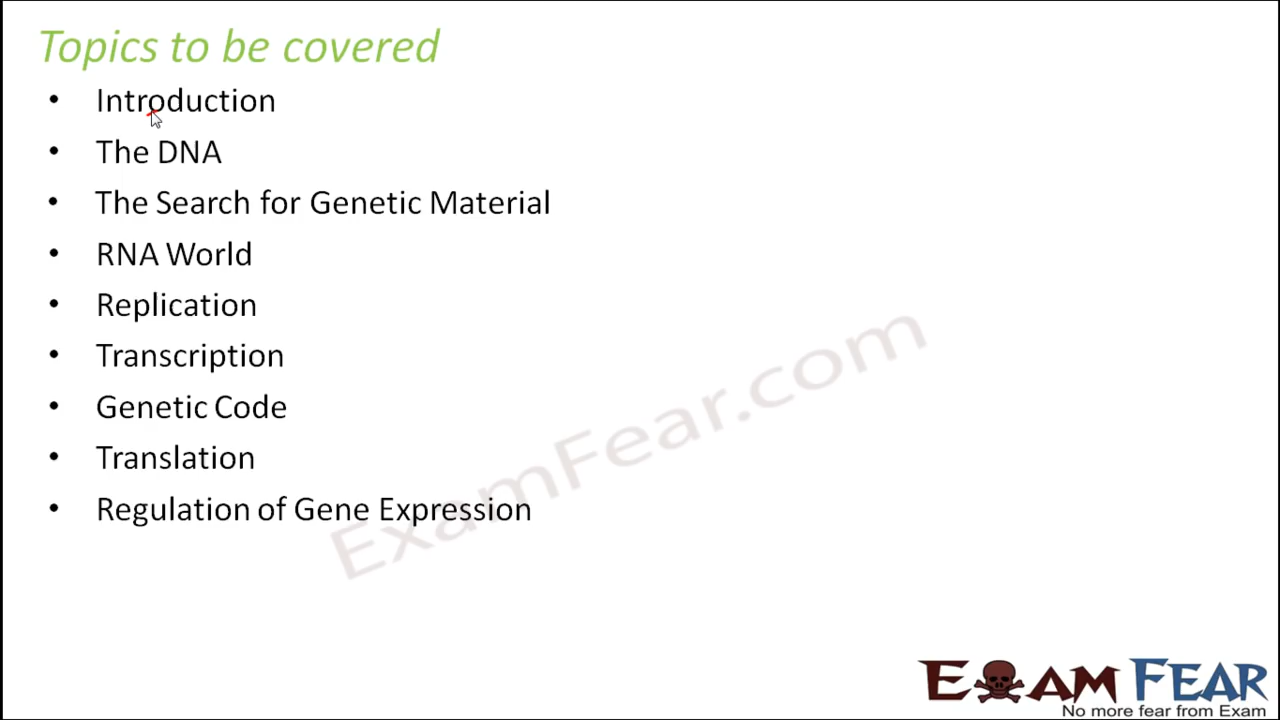 Topics to be covered
• Introduction
• The DNA
• The Search for Genetic Material
• RNA World
• Replication
• Transcription
• Genetic Code
• Translation
• Regulation of Gene Expression
ExamFear.com
EXAM FEAR
No more fear from Exam